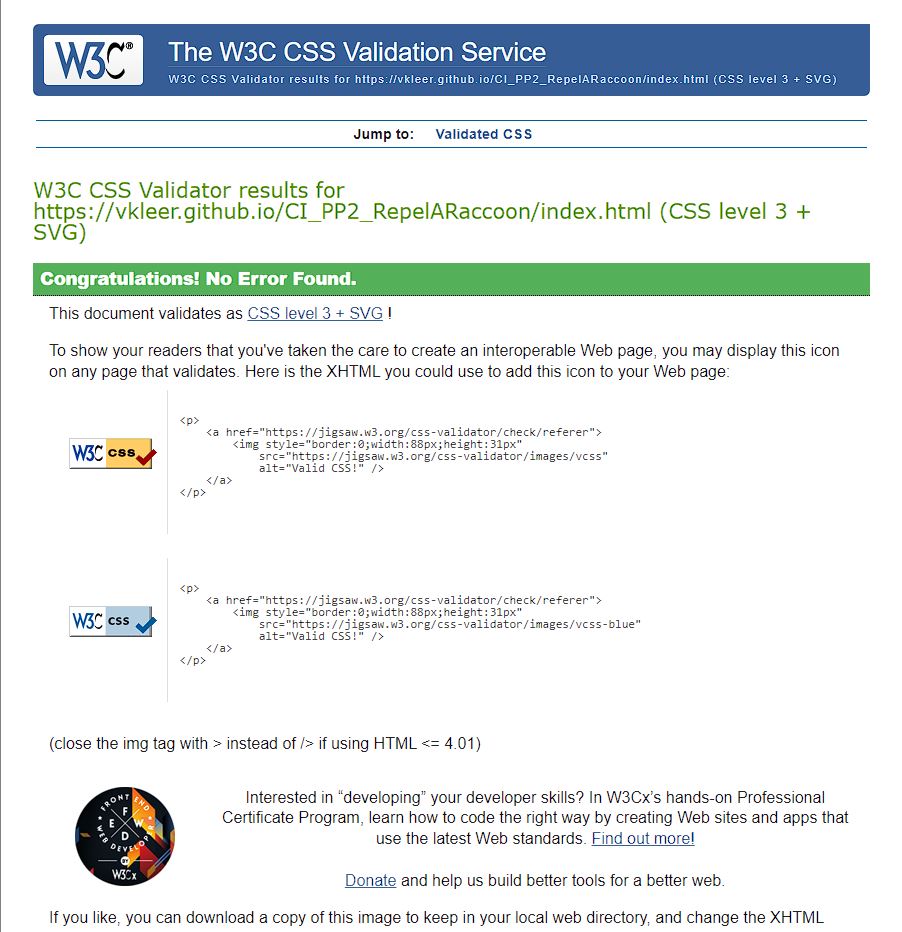 W3C®
The W3C CSS Validation Service
W3C CSS Validator results for https://vkleer.github.io/CI_PP2_RepelARaccoon/index.html (CSS level 3 + SVG)
Jump to: Validated CSS
W3C CSS Validator results for
https://vkleer.github.io/CI_PP2_RepelARaccoon/index.html (CSS level 3 +
SVG)
Congratulations! No Error Found.
This document validates as CSS level 3 + SVG !
To show your readers that you've taken the care to create an interoperable Web page, you may display this icon
on any page that validates. Here is the XHTML you could use to add this icon to your Web page:
W3C css
<p>
<a href="https://jigsaw.w3.org/css-validator/check/referer">
<img style="border:0;width:88px;height:31px"
src="https://jigsaw.w3.org/css-validator/images/vcss"
alt="Valid CSS!" />
</a>
</p>
W3C css
<p>
<a href="https://jigsaw.w3.org/css-validator/check/referer">
<img style="border:0;width:88px;height:31px"
src="https://jigsaw.w3.org/css-validator/images/vcss-blue"
alt="Valid CSS!" />
</a>
</p>
(close the img tag with > instead of /> if using HTML <= 4.01)
FRONT END
F
E W
D
WEB DEVELOPER
BY
W3Cx
Interested in “developing” your developer skills? In W3Cx’s hands-on Professional
Certificate Program, learn how to code the right way by creating Web sites and apps that
use the latest Web standards. Find out more!
Donate and help us build better tools for a better web.
If you like, you can download a copy of this image to keep in your local web directory, and change the XHTML